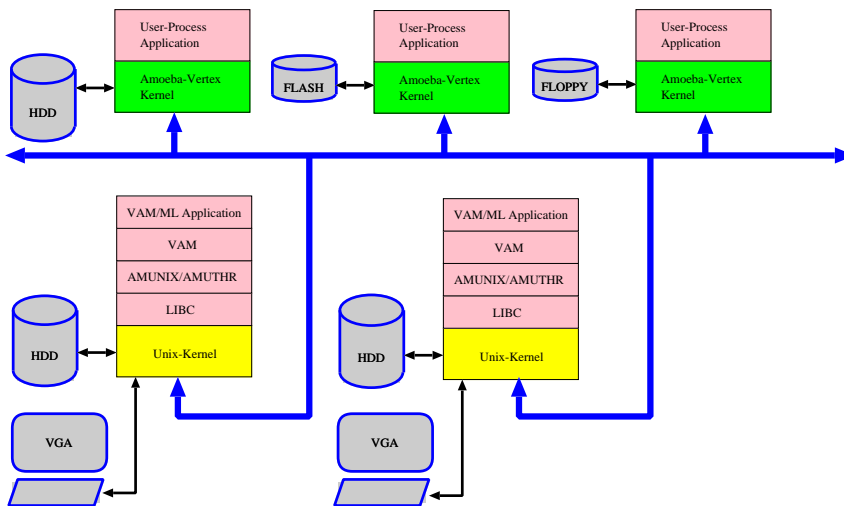 User-Process
Application
Amoeba-Vertex
Kernel
HDD
User-Process
Application
Amoeba-Vertex
Kernel
FLASH
User-Process
Application
Amoeba-Vertex
Kernel
FLOPPY
VAM/ML Application
VAM
AMUNIX/AMUTHR
LIBC
Unix-Kernel
HDD
VGA
VAM/ML Application
VAM
AMUNIX/AMUTHR
LIBC
Unix-Kernel
HDD
VGA